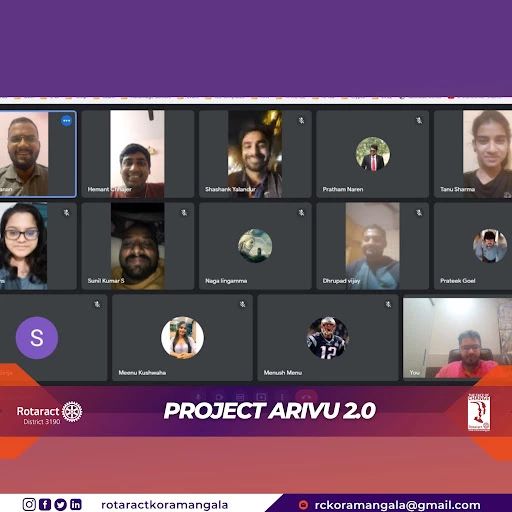 anan
Hemant Chhajer
Shashank Yalandur
Pratham Naren
Tanu Sharma
Sunil Kumar S
Naga lingamma
Dhrupad vijay
Prateek Goel
S
Meenu Kushwaha
Menush Menu
You
12
Rotaract
District 3190
PROJECT ARIVU 2.0
Rotaract
rotaractkoramangala
rckoramangala@gmail.com